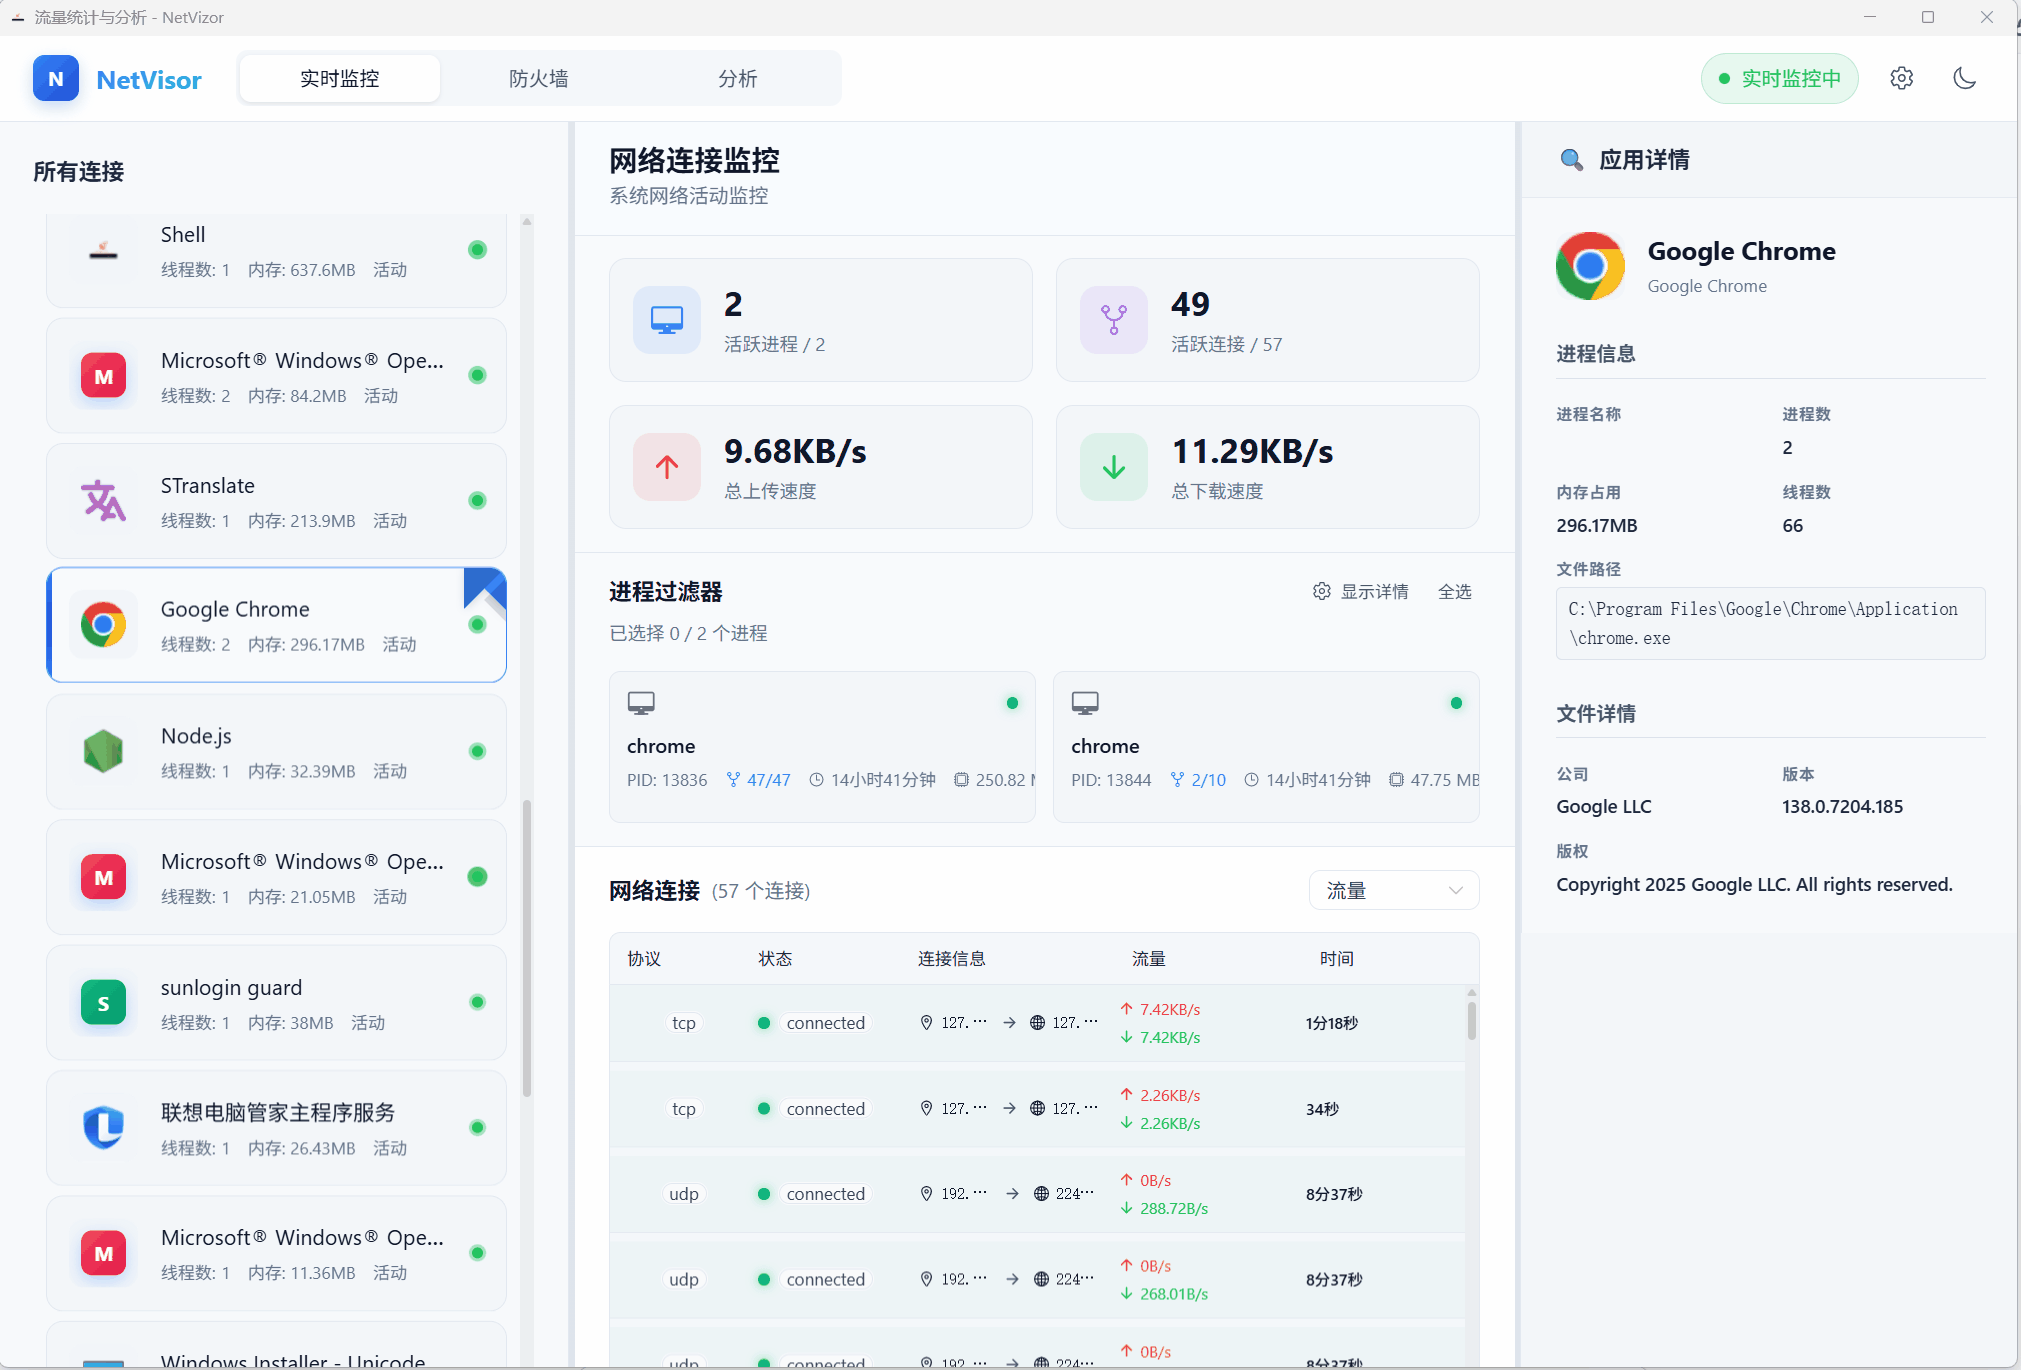 流量统计与分析 - NetVizor
N
NetVisor
实时监控
防火墙
分析
实时监控中
所有连接
Shell
线程数: 1 内存: 637.6MB 活动
M
Microsoft® Windows® Ope...
线程数: 2 内存: 84.2MB 活动
STranslate
线程数: 1 内存: 213.9MB 活动
Google Chrome
线程数: 2 内存: 296.17MB 活动
Node.js
线程数: 1 内存: 32.39MB 活动
M
Microsoft® Windows® Ope...
线程数: 1 内存: 21.05MB 活动
S
sunlogin guard
线程数: 1 内存: 38MB 活动
联想电脑管家主程序服务
线程数: 1 内存: 26.43MB 活动
M
Microsoft® Windows® Ope...
线程数: 1 内存: 11.36MB 活动
Windows Installer - Unicode
网络连接监控
系统网络活动监控
2
活跃进程 / 2
49
活跃连接 / 57
9.68KB/s
总上传速度
11.29KB/s
总下载速度
进程过滤器
显示详情
全选
已选择 0 / 2 个进程
chrome
PID: 13836 47/47 14小时41分钟 250.82
chrome
PID: 13844 2/10 14小时41分钟 47.75 MB
网络连接 (57 个连接)
流量
协议 状态 连接信息 流量 时间
tcp connected 127. ··· → 127. ··· ↑ 7.42KB/s 1分18秒
↓ 7.42KB/s
tcp connected 127. ··· → 127. ··· ↑ 2.26KB/s 34秒
↓ 2.26KB/s
udp connected 192. ··· → 224··· ↑ 0B/s 8分37秒
↓ 288.72B/s
udp connected 192. ··· → 224··· ↑ 0B/s 8分37秒
↓ 268.01B/s
udp connected 192. ··· → 224··· ↑ 0B/s 8分37秒
应用详情
Google Chrome
Google Chrome
进程信息
进程名称
进程数
2
内存占用
线程数
296.17MB
66
文件路径
C:\Program Files\Google\Chrome\Application
\chrome.exe
文件详情
公司
版本
Google LLC
138.0.7204.185
版权
Copyright 2025 Google LLC. All rights reserved.